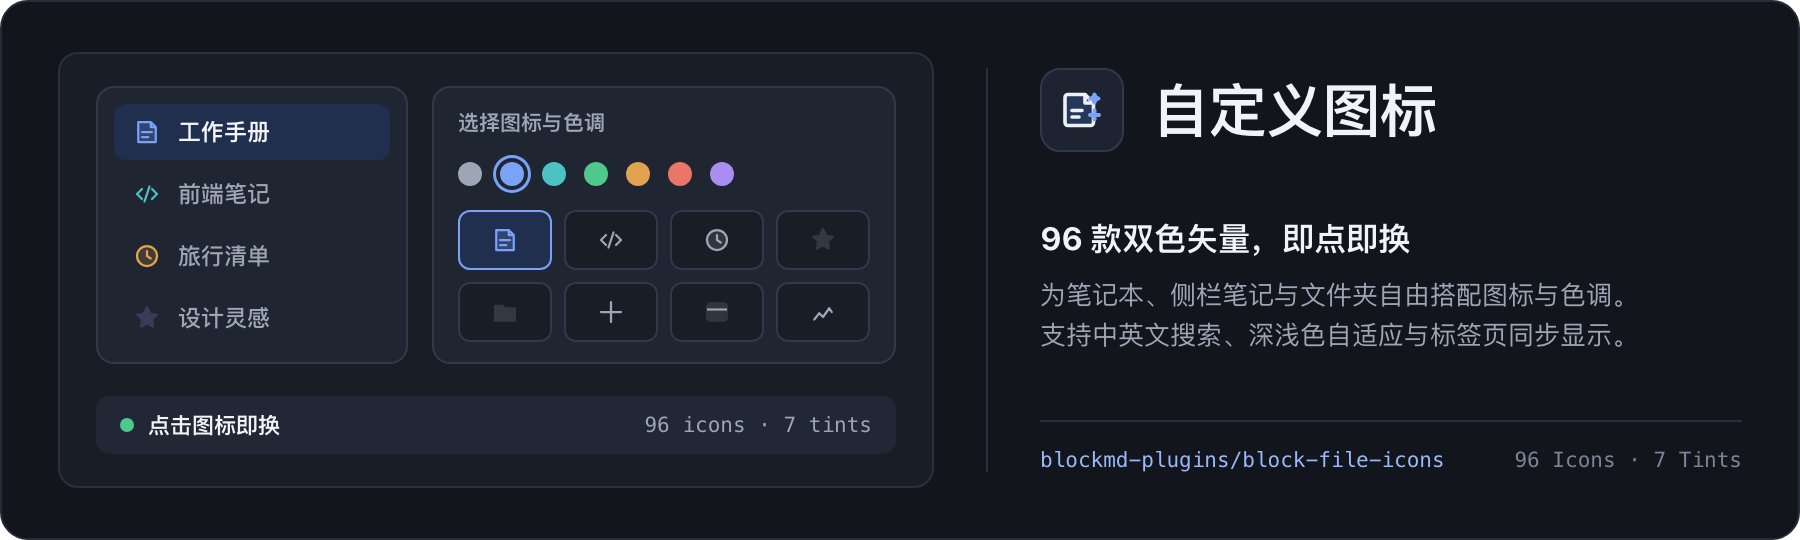 工作手册
前端笔记
旅行清单
设计灵感
选择图标与色调
点击图标即换
96 icons · 7 tints
自定义图标
96 款双色矢量，即点即换
为笔记本、侧栏笔记与文件夹自由搭配图标与色调。
支持中英文搜索、深浅色自适应与标签页同步显示。
blockmd-plugins/block-file-icons
96 Icons · 7 Tints